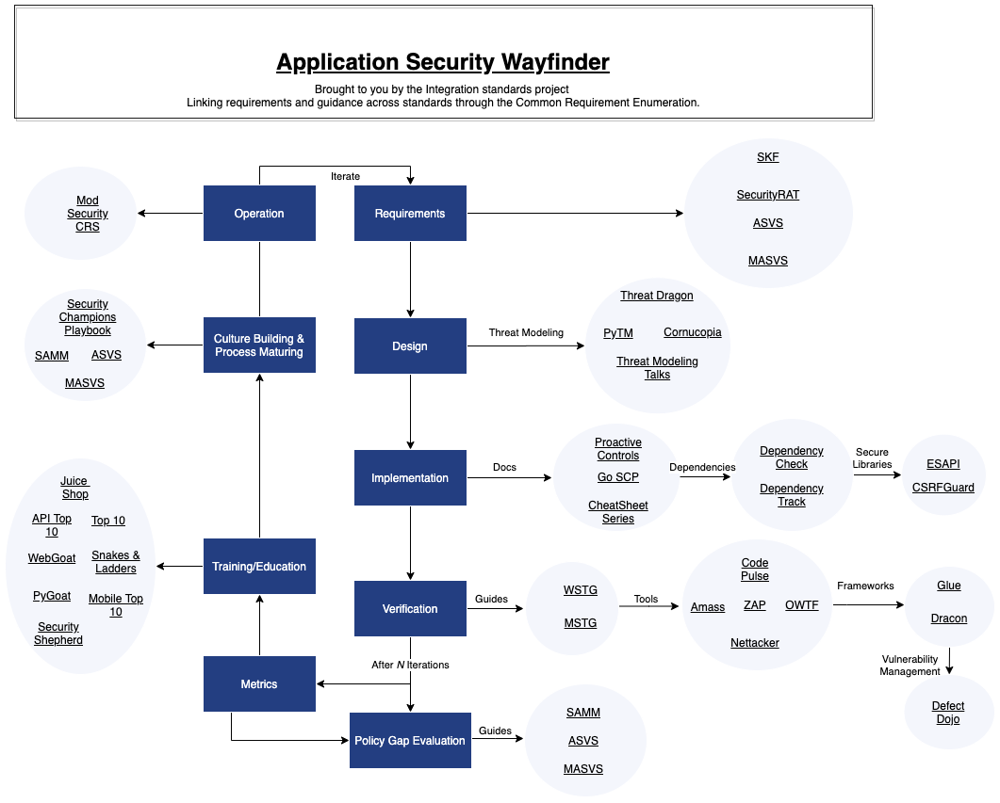 Application Security Wayfinder
Brought to you by the Integration standards project
Linking requirements and guidance across standards through the Common Requirement Enumeration.
Iterate
Operation
Requirements
Mod
Security
CRS
SKF
SecurityRAT
ASVS
MASVS
Security
Champions
Playbook
SAMM
ASVS
MASVS
Culture Building &
Process Maturing
Design
Threat Modeling
Threat Dragon
PyTM
Cornucopia
Threat Modeling
Talks
Implementation
Docs
Proactive
Controls
Go SCP
CheatSheet
Series
Dependencies
Dependency
Check
Dependency
Track
Secure
Libraries
ESAPI
CSRFGuard
Juice
Shop
API Top
10
Top 10
WebGoat
Snakes &
Ladders
PyGoat
Mobile Top
10
Security
Shepherd
Training/Education
Verification
Guides
WSTG
MSTG
Tools
Code
Pulse
Amass
ZAP
OWTF
Nettacker
Frameworks
Glue
Dracon
Vulnerability
Management
Defect
Dojo
After N Iterations
Metrics
Policy Gap Evaluation
Guides
SAMM
ASVS
MASVS